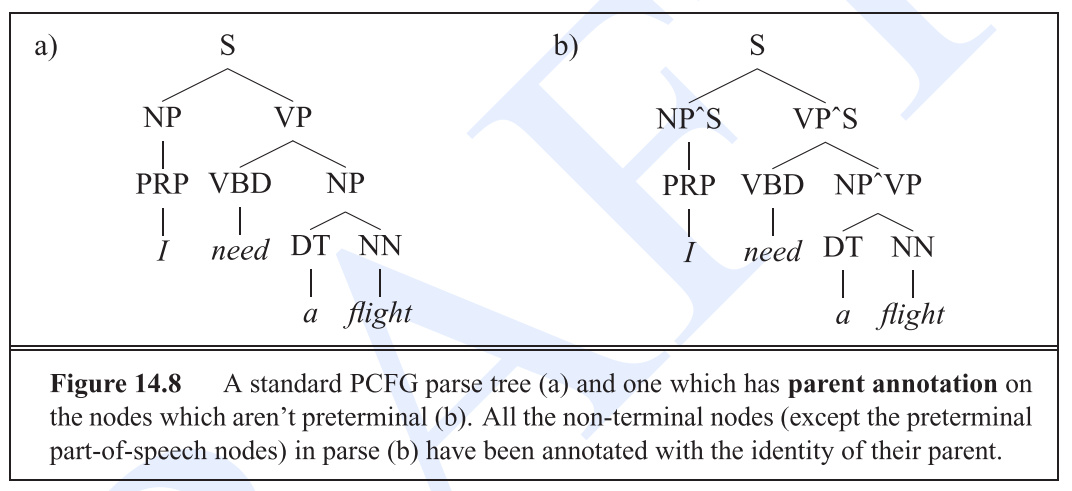 a) S b) S
NP VP NP^S VP^S
PRP VBD NP PRP VBD NP^VP
I need DT NN I need DT NN
a flight a flight
Figure 14.8 A standard PCFG parse tree (a) and one which has parent annotation on
the nodes which aren't preterminal (b). All the non-terminal nodes (except the preterminal
part-of-speech nodes) in parse (b) have been annotated with the identity of their parent.